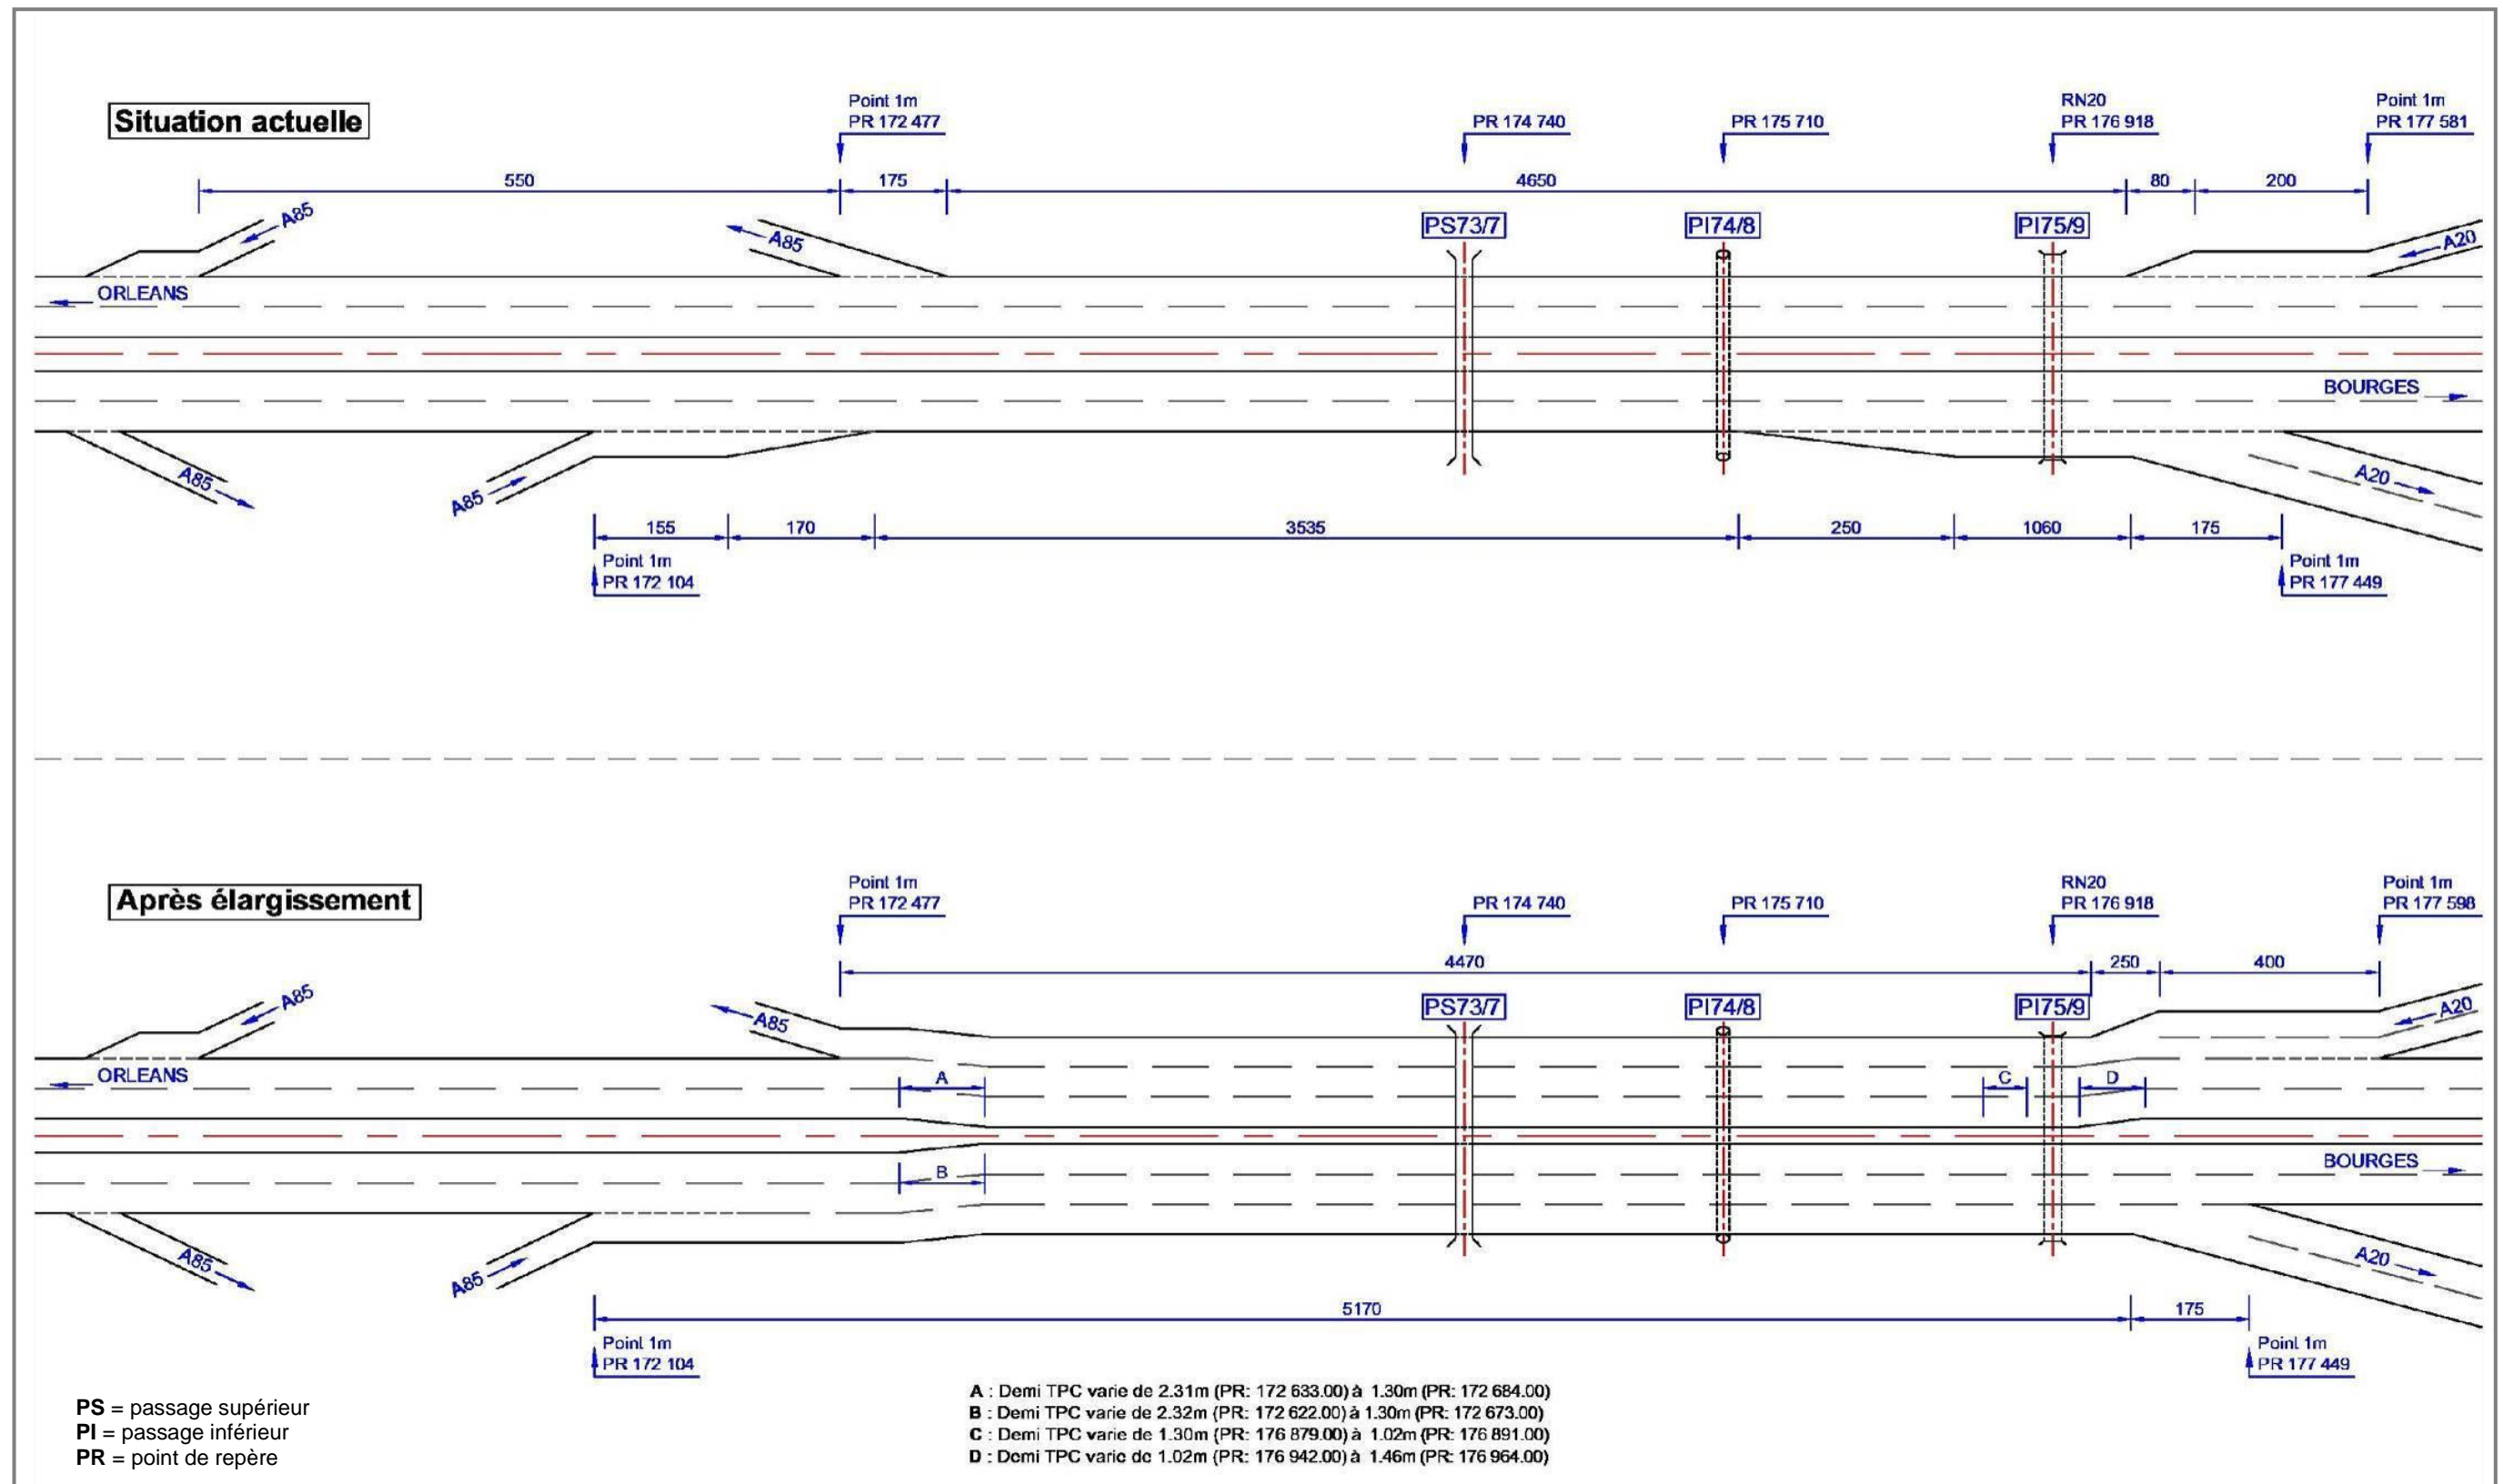 Situation actuelle
Point 1m
PR 172 477
PR 174 740
PR 175 710
RN20
PR 176 918
Point 1m
PR 177 581
550
175
4650
80
200
A85
A85
PS73/7
PI74/8
PI75/9
A20
ORLEANS
BOURGES
A85
A85
A20
155
170
3535
250
1060
175
Point 1m
PR 172 104
Point 1m
PR 177 449
Après élargissement
Point 1m
PR 172 477
PR 174 740
PR 175 710
RN20
PR 176 918
Point 1m
PR 177 598
4470
250
400
A85
A85
PS73/7
PI74/8
PI75/9
A20
ORLEANS
A
C
D
B
BOURGES
A85
A85
A20
5170
175
Point 1m
PR 172 104
Point 1m
PR 177 449
PS = passage supérieur
PI = passage inférieur
PR = point de repère
A : Demi TPC varie de 2.31m (PR: 172 633.00) à 1.30m (PR: 172 684.00)
B : Demi TPC varie de 2.32m (PR: 172 622.00) à 1.30m (PR: 172 673.00)
C : Demi TPC varie de 1.30m (PR: 176 879.00) à 1.02m (PR: 176 891.00)
D : Demi TPC varie de 1.02m (PR: 176 942.00) à 1.46m (PR: 176 964.00)